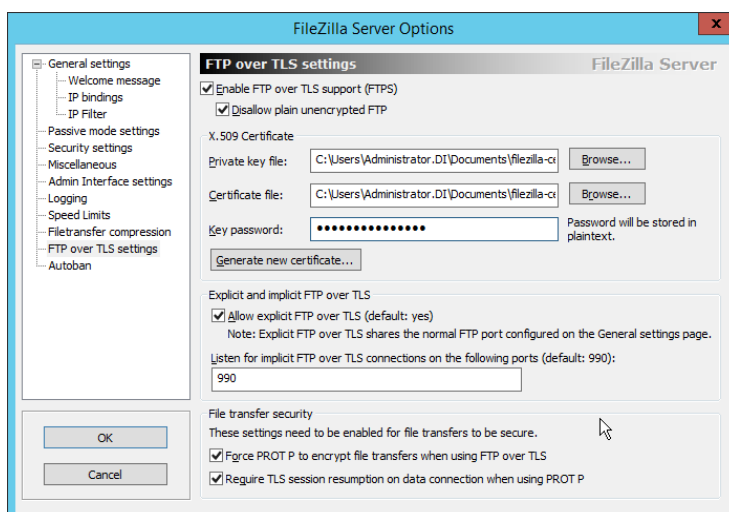 FileZilla Server Options
x
General settings
Welcome message
IP bindings
IP Filter
Passive mode settings
Security settings
Miscellaneous
Admin Interface settings
Logging
Speed Limits
Filetransfer compression
FTP over TLS settings
Autoban
OK
Cancel
FTP over TLS settings
FileZilla Server
Enable FTP over TLS support (FTPS)
Disallow plain unencrypted FTP
X.509 Certificate
Private key file:
C:\Users\Administrator.DI\Documents\filezilla-ce
Browse...
Certificate file:
C:\Users\Administrator.DI\Documents\filezilla-ce
Browse...
Key password:
●●●●●●●●●●●●●●●
Password will be stored in
plaintext.
Generate new certificate...
Explicit and implicit FTP over TLS
Allow explicit FTP over TLS (default: yes)
Note: Explicit FTP over TLS shares the normal FTP port configured on the General settings page.
Listen for implicit FTP over TLS connections on the following ports (default: 990):
990
File transfer security
These settings need to be enabled for file transfers to be secure.
Force PROT P to encrypt file transfers when using FTP over TLS
Require TLS session resumption on data connection when using PROT P